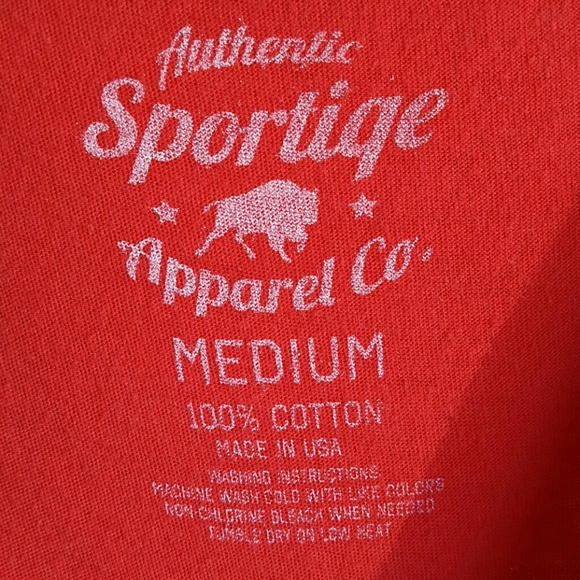 Authentic
Sportiqe
Apparel Co.
MEDIUM
100% COTTON
MADE IN USA
WASHING INSTRUCTIONS
MACHINE WASH COLD WITH LIKE COLORS
NON-CHLORINE BLEACH WHEN NEEDED
TUMBLE DRY ON LOW HEAT